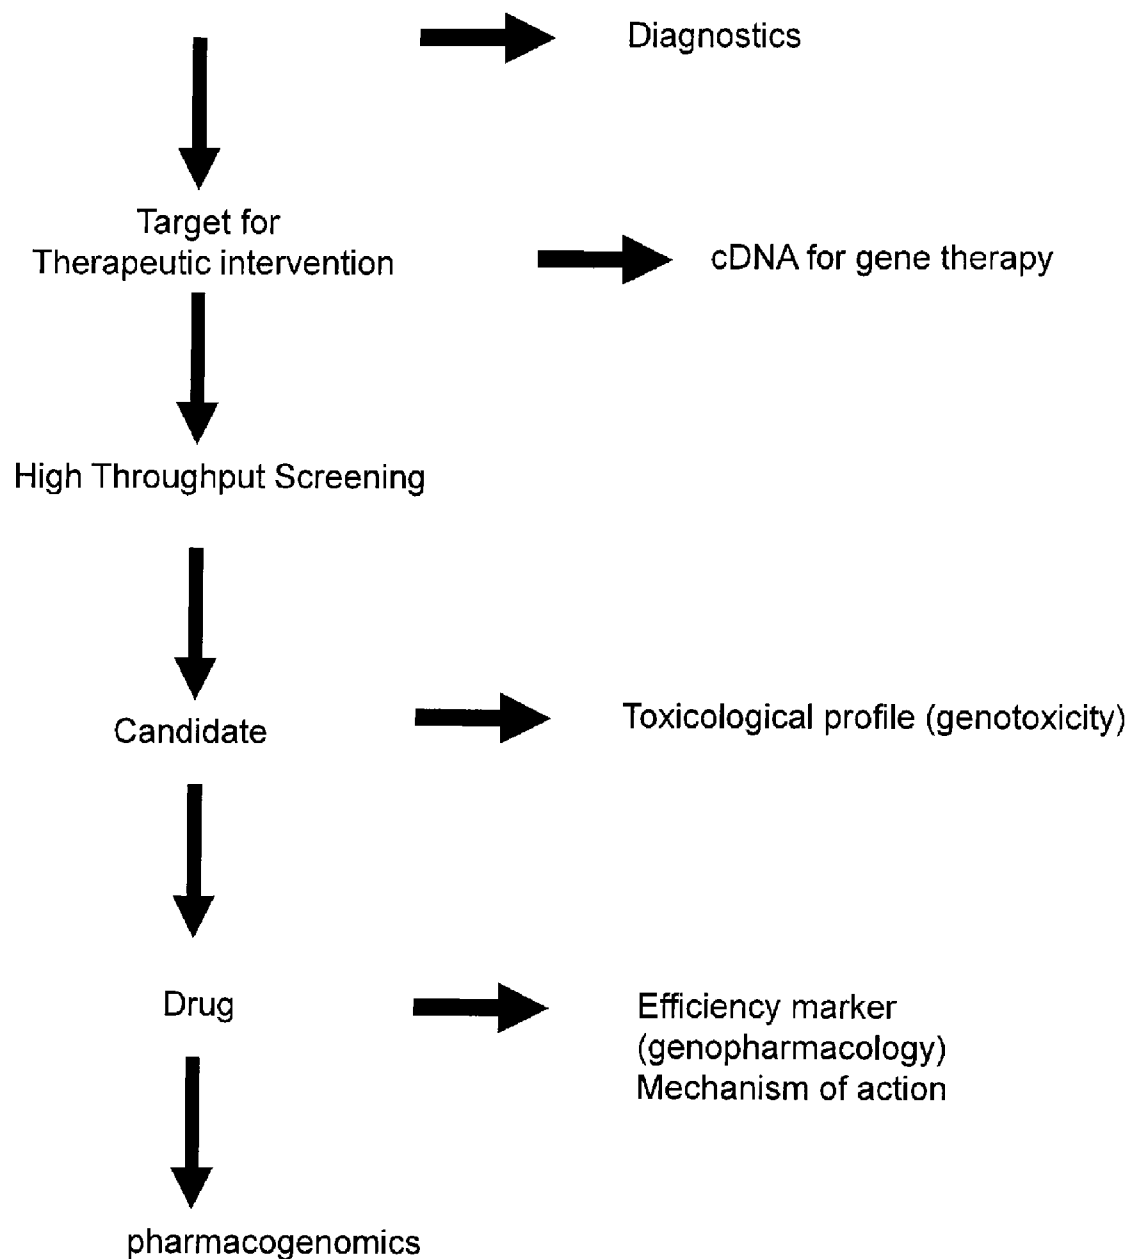 Diagnostics
Target for
Therapeutic intervention
cDNA for gene therapy
High Throughput Screening
Candidate
Toxicological profile (genotoxicity)
Drug
Efficiency marker
(genopharmacology)
Mechanism of action
pharmacogenomics